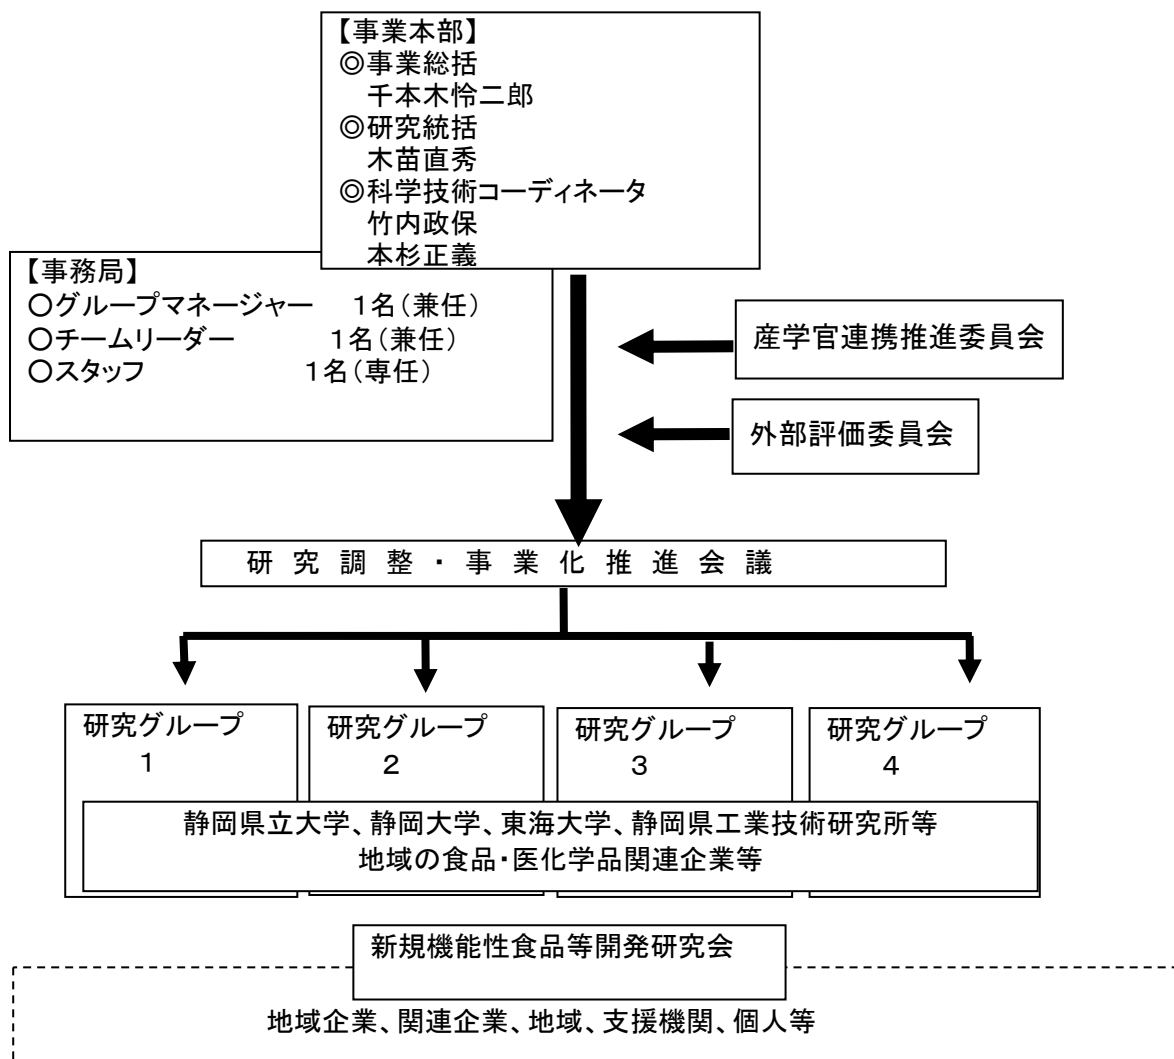 【事業本部】
◎事業総括
千本木怜二郎
◎研究統括
木苗直秀
◎科学技術コーディネータ
竹内政保
本杉正義
【事務局】
○グループマネージャー　1名(兼任)
○チームリーダー　1名(兼任)
○スタッフ　1名(専任)
産学官連携推進委員会
外部評価委員会
研究調整・事業化推進会議
研究グループ
1
研究グループ
2
研究グループ
3
研究グループ
4
静岡県立大学、静岡大学、東海大学、静岡県工業技術研究所等
地域の食品・医化学品関連企業等
新規機能性食品等開発研究会
地域企業、関連企業、地域、支援機関、個人等